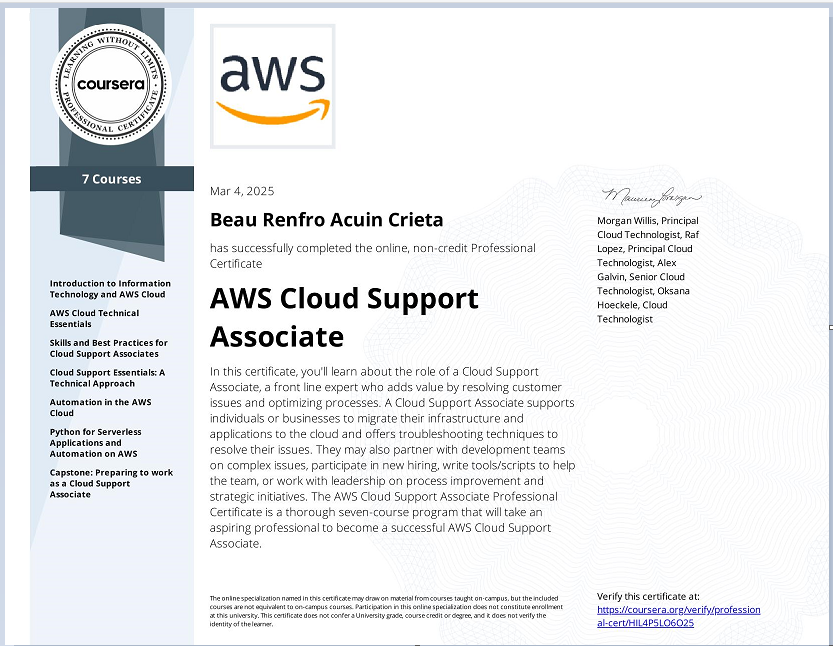 LEARNING WITHOUT LIMITS
coursera
PROFESSIONAL CERTIFICATE
7 Courses
Introduction to Information
Technology and AWS Cloud
AWS Cloud Technical
Essentials
Skills and Best Practices for
Cloud Support Associates
Cloud Support Essentials: A
Technical Approach
Automation in the AWS
Cloud
Python for Serverless
Applications and
Automation on AWS
Capstone: Preparing to work
as a Cloud Support
Associate
aws
Mar 4, 2025
Beau Renfro Acuin Crieta
has successfully completed the online, non-credit Professional
Certificate
AWS Cloud Support
Associate
In this certificate, you'll learn about the role of a Cloud Support
Associate, a front line expert who adds value by resolving customer
issues and optimizing processes. A Cloud Support Associate supports
individuals or businesses to migrate their infrastructure and
applications to the cloud and offers troubleshooting techniques to
resolve their issues. They may also partner with development teams
on complex issues, participate in new hiring, write tools/scripts to help
the team, or work with leadership on process improvement and
strategic initiatives. The AWS Cloud Support Associate Professional
Certificate is a thorough seven-course program that will take an
aspiring professional to become a successful AWS Cloud Support
Associate.
The online specialization named in this certificate may draw on material from courses taught on-campus, but the included
courses are not equivalent to on-campus courses. Participation in this online specialization does not constitute enrollment
at this university. This certificate does not confer a University grade, course credit or degree, and it does not verify the
identity of the learner.
Morgan Willis, Principal
Cloud Technologist, Raf
Lopez, Principal Cloud
Technologist, Alex
Galvin, Senior Cloud
Technologist, Oksana
Hoeckele, Cloud
Technologist
Verify this certificate at:
https://coursera.org/verify/profession
al-cert/HIL4P5LO6O25